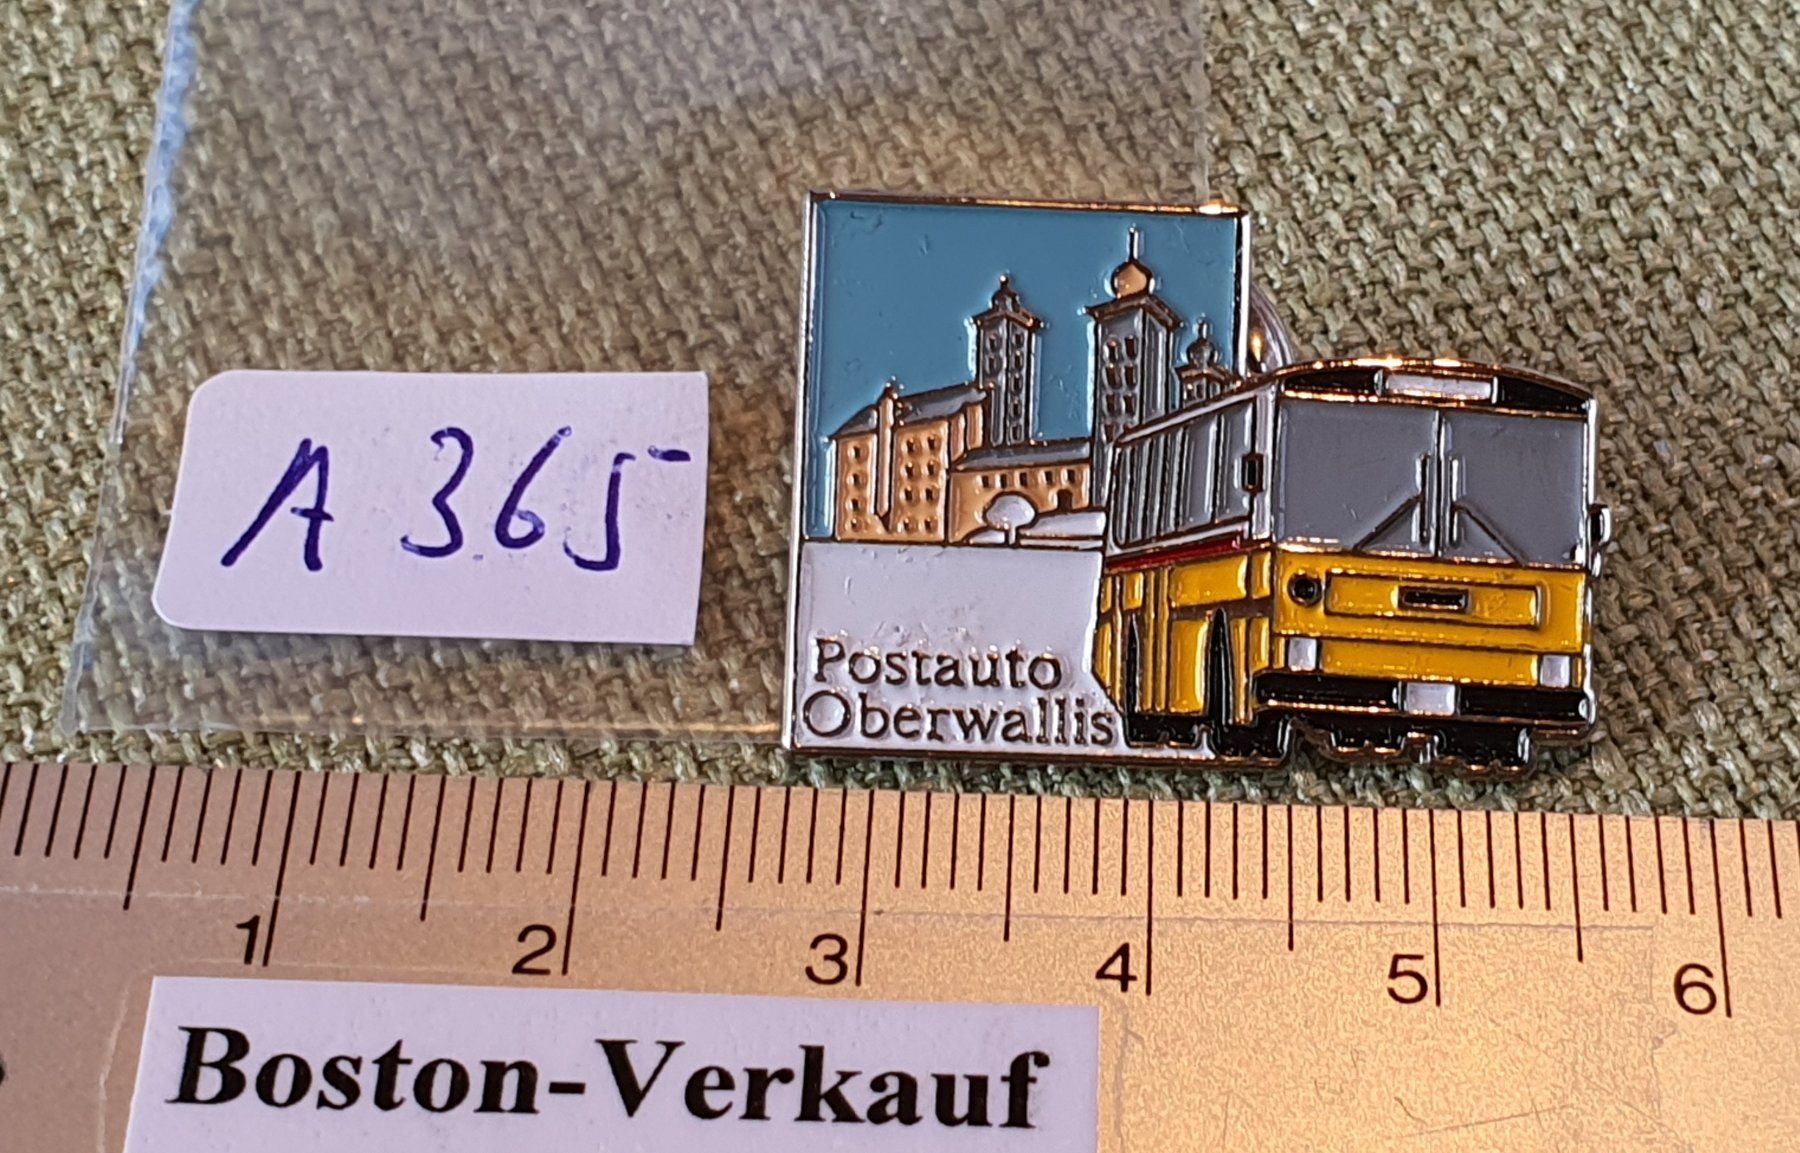 A 365
Postauto
Oberwallis
1 2 3 4 5 6
Boston-Verkauf